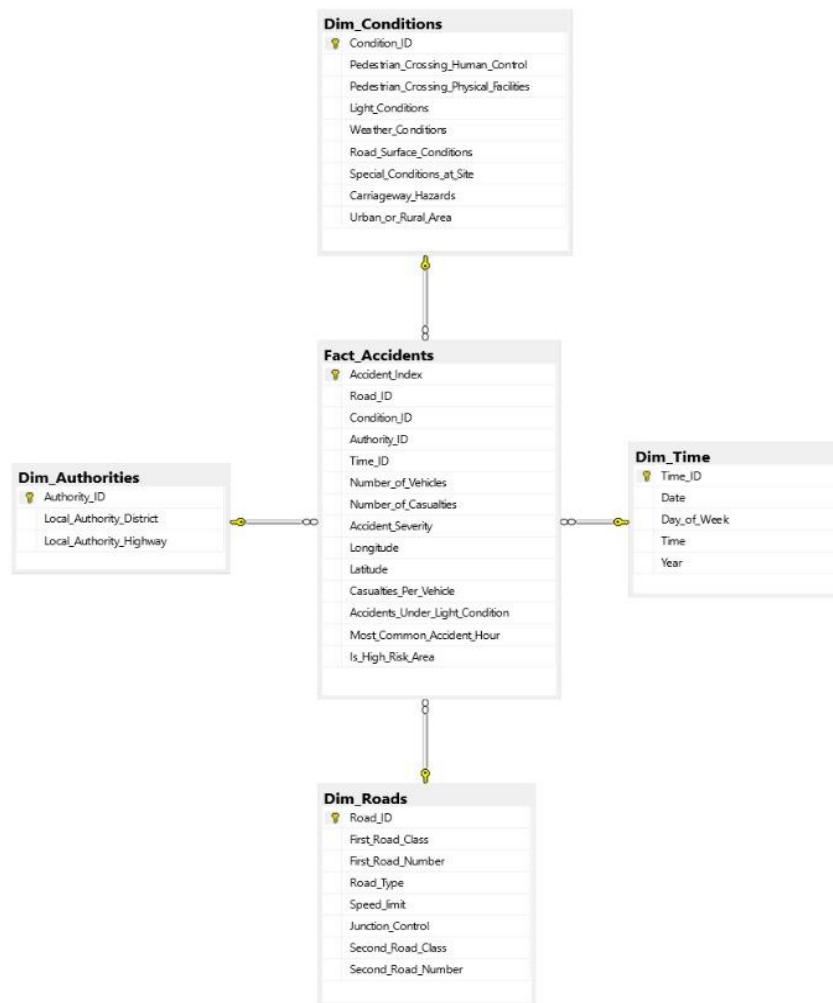 Dim_Conditions
Condition_ID
Pedestrian_Crossing_Human_Control
Pedestrian_Crossing_Physical_Facilities
Light_Conditions
Weather_Conditions
Road_Surface_Conditions
Special_Conditions_at_Site
Carriageway_Hazards
Urban_or_Rural_Area
Fact_Accidents
Accident_Index
Road_ID
Condition_ID
Authority_ID
Time_ID
Number_of_Vehicles
Number_of_Casualties
Accident_Severity
Longitude
Latitude
Casualties_Per_Vehicle
Accidents_Under_Light_Condition
Most_Common_Accident_Hour
Is_High_Risk_Area
Dim_Authorities
Authority_ID
Local_Authority_District
Local_Authority_Highway
Dim_Time
Time_ID
Date
Day_of_Week
Time
Year
Dim_Roads
Road_ID
First_Road_Class
First_Road_Number
Road_Type
Speed_limit
Junction_Control
Second_Road_Class
Second_Road_Number